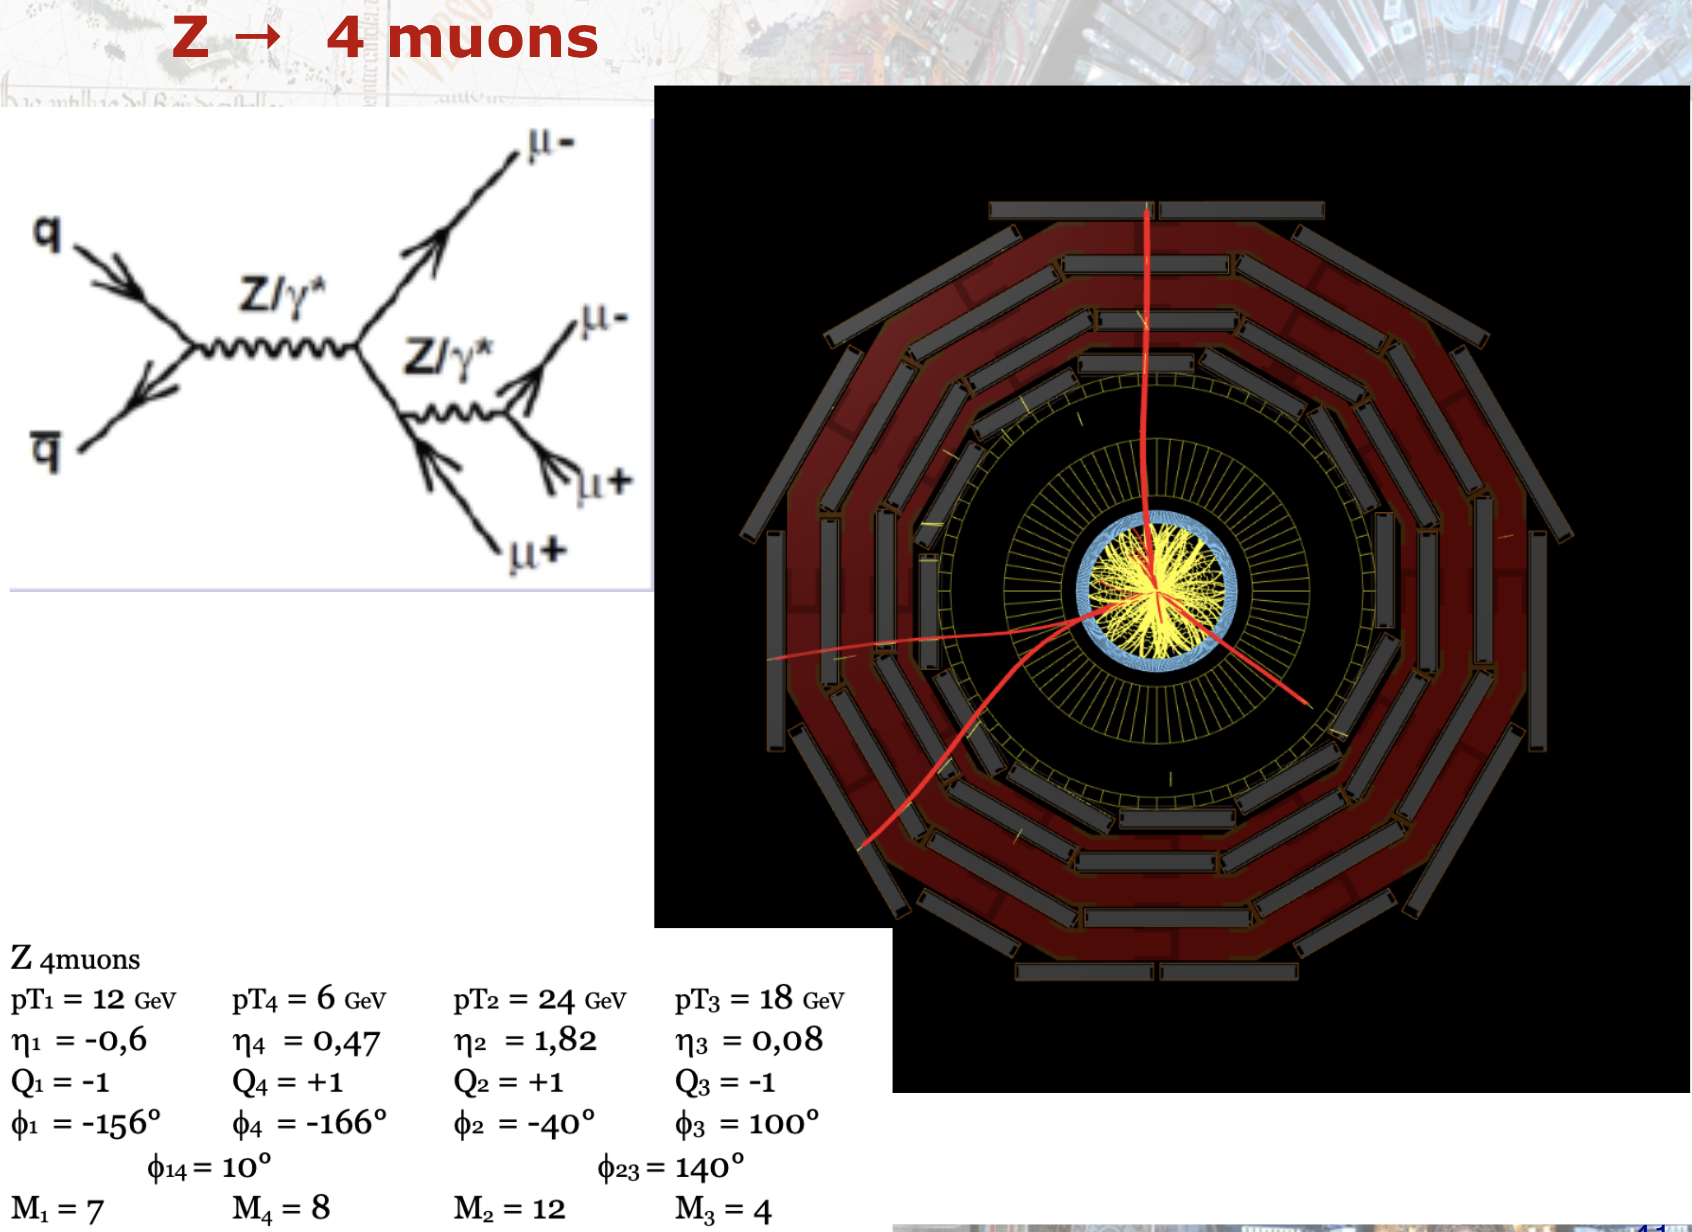 Z → 4 muons
μ-
q
Z/γ*
μ-
Z/γ*
q̅
μ+
μ+
Z 4muons
pT1 = 12 GeV pT4 = 6 GeV pT2 = 24 GeV pT3 = 18 GeV
η1 = -0,6 η4 = 0,47 η2 = 1,82 η3 = 0,08
Q1 = -1 Q4 = +1 Q2 = +1 Q3 = -1
ϕ1 = -156° ϕ4 = -166° ϕ2 = -40° ϕ3 = 100°
ϕ14 = 10° ϕ23 = 140°
M1 = 7 M4 = 8 M2 = 12 M3 = 4